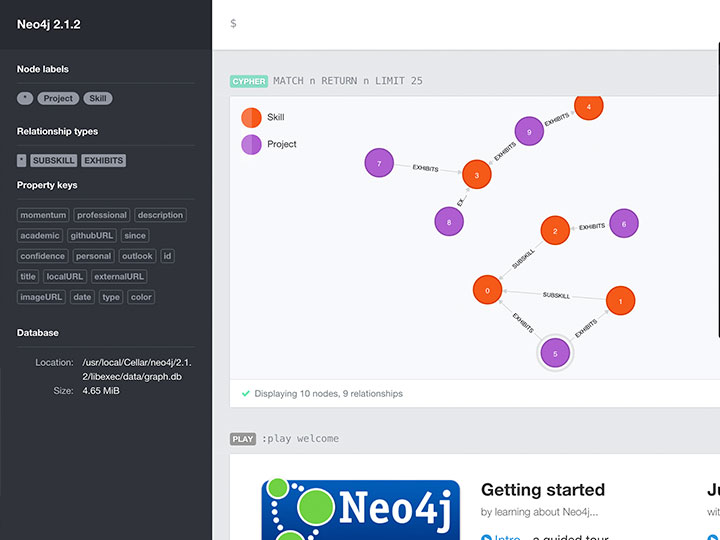 Neo4j 2.1.2
Node labels
* Project Skill
Relationship types
* SUBSKILL EXHIBITS
Property keys
momentum professional description
academic githubURL since
confidence personal outlook id
title localURL externalURL
imageURL date type color
Database
Location: /usr/local/Cellar/neo4j/2.1.
2/libexec/data/graph.db
Size: 4.65 MiB
$
CYPHER MATCH n RETURN n LIMIT 25
Skill
Project
4
EXHIBITS
9
EXHIBITS
7
EXHIBITS
3
EX…
8
2
EXHIBITS
6
SUBSKILL
0
SUBSKILL
1
EXHIBITS
EXHIBITS
5
Displaying 10 nodes, 9 relationships
PLAY :play welcome
Neo4j
Getting started
by learning about Neo4j...
Intro a guided tour
Ju
wit